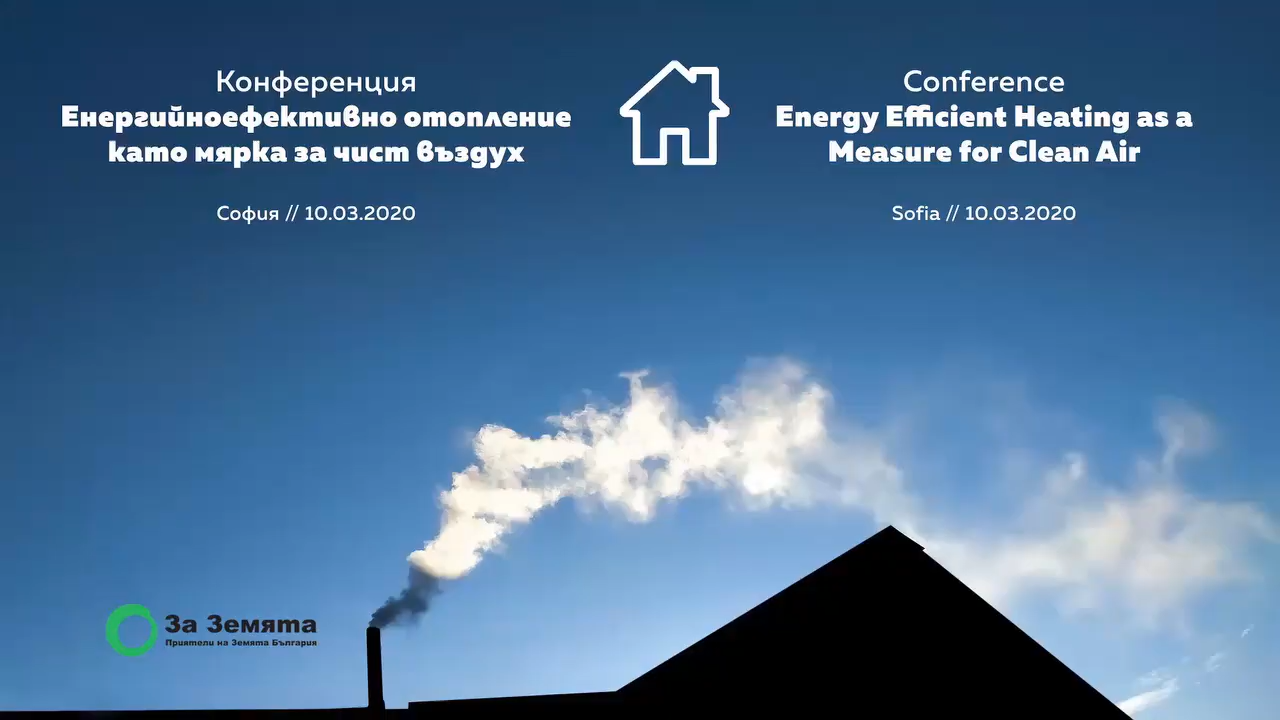 Конференция
Енергийноефективно отопление
като мярка за чист въздух
София // 10.03.2020
Conference
Energy Efficient Heating as a
Measure for Clean Air
Sofia // 10.03.2020
За Земята
Приятели на Земята България